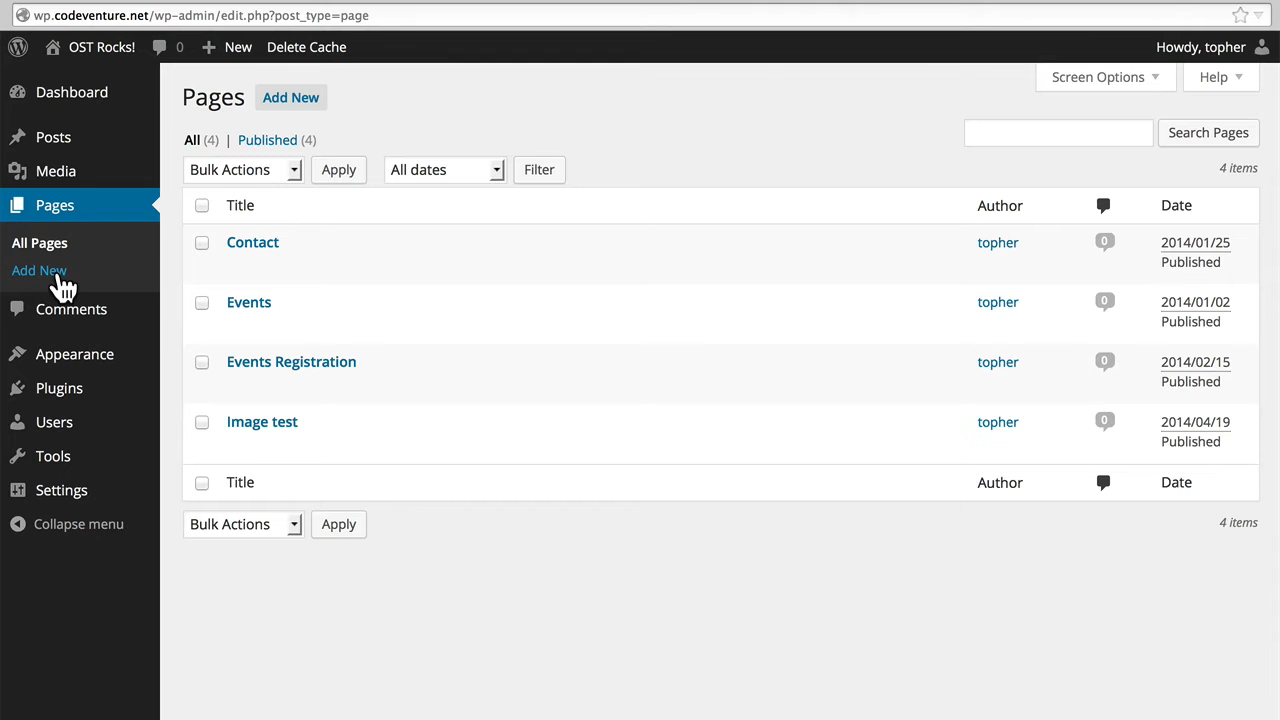 wp.codeventure.net/wp-admin/edit.php?post_type=page
OST Rocks! 0 New Delete Cache Howdy, topher
Dashboard
Posts
Media
Pages
All Pages
Add New
Comments
Appearance
Plugins
Users
Tools
Settings
Collapse menu
Screen Options Help
Pages Add New
All (4) | Published (4)
Search Pages
Bulk Actions Apply All dates Filter 4 items
Title Author Date
Contact topher 0 2014/01/25
Published
Events topher 0 2014/01/02
Published
Events Registration topher 0 2014/02/15
Published
Image test topher 0 2014/04/19
Published
Title Author Date
Bulk Actions Apply 4 items